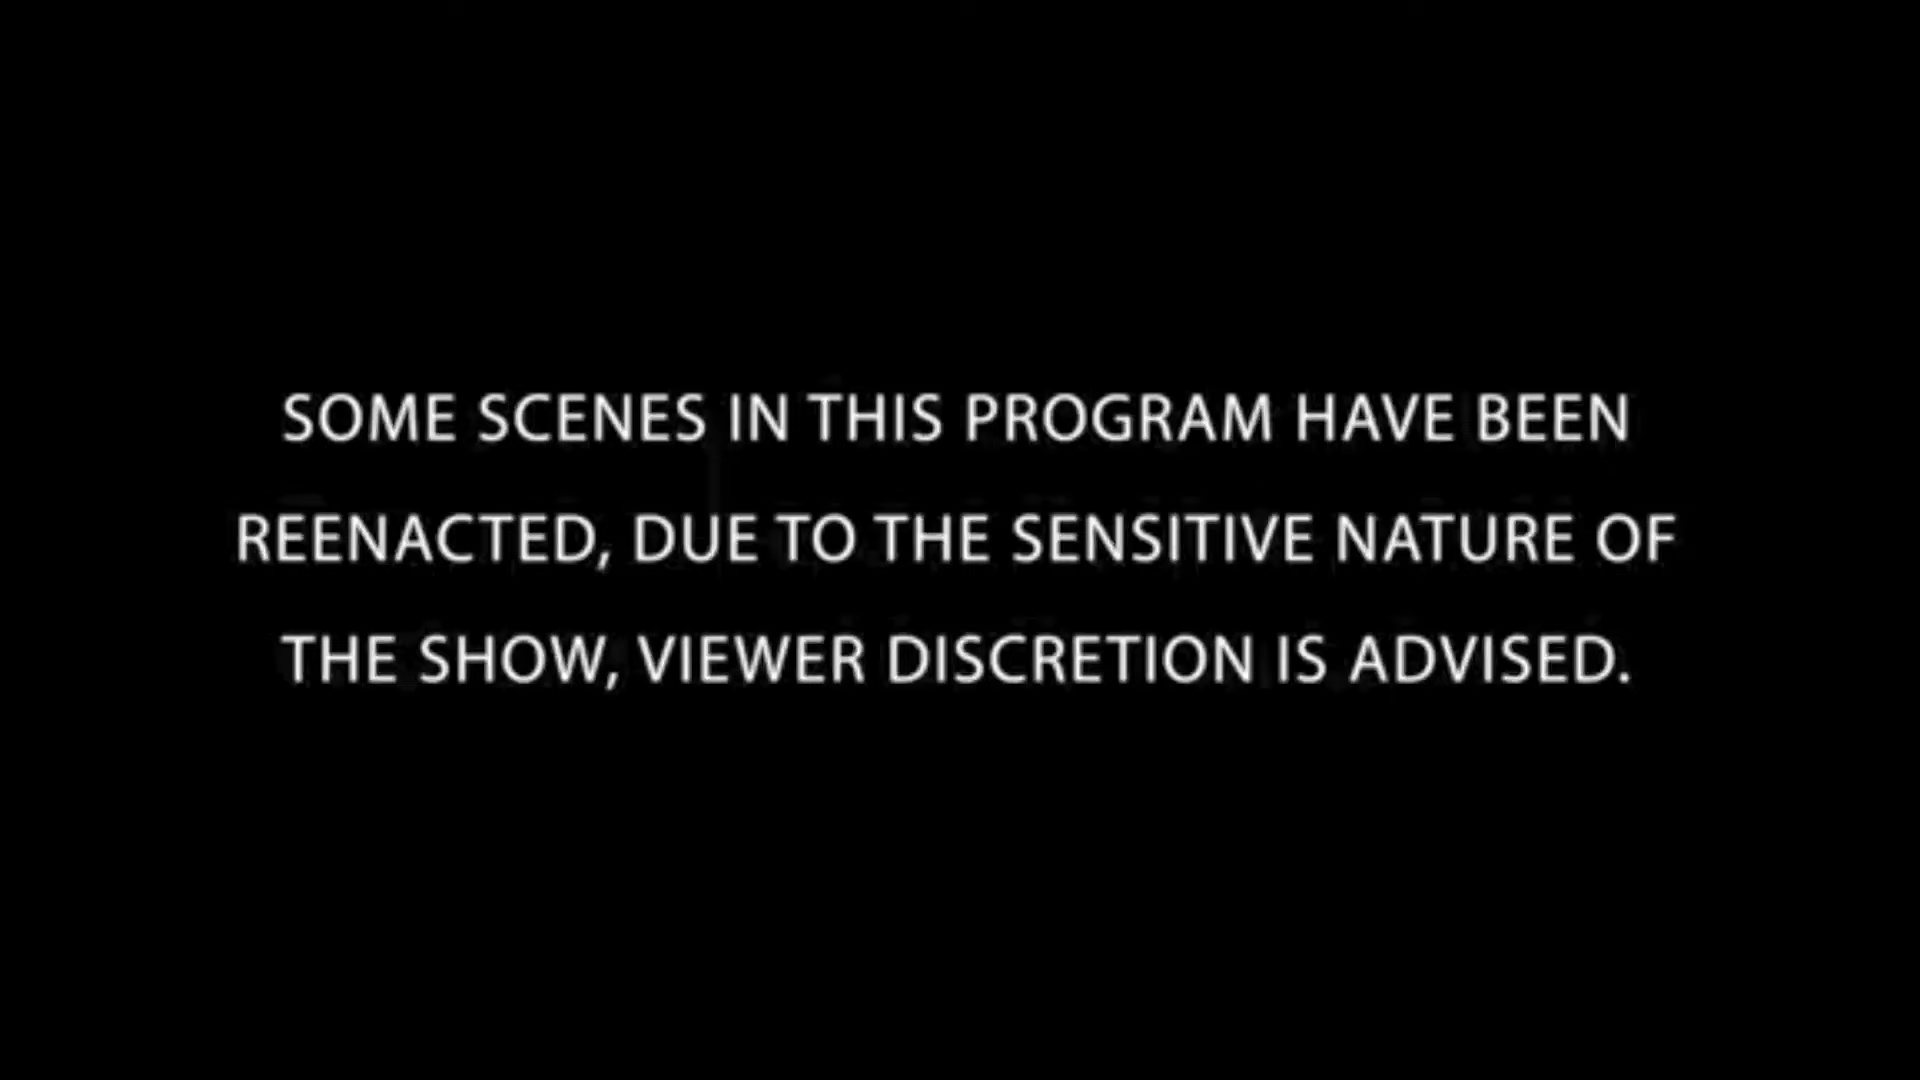 SOME SCENES IN THIS PROGRAM HAVE BEEN
REENACTED, DUE TO THE SENSITIVE NATURE OF
THE SHOW, VIEWER DISCRETION IS ADVISED.